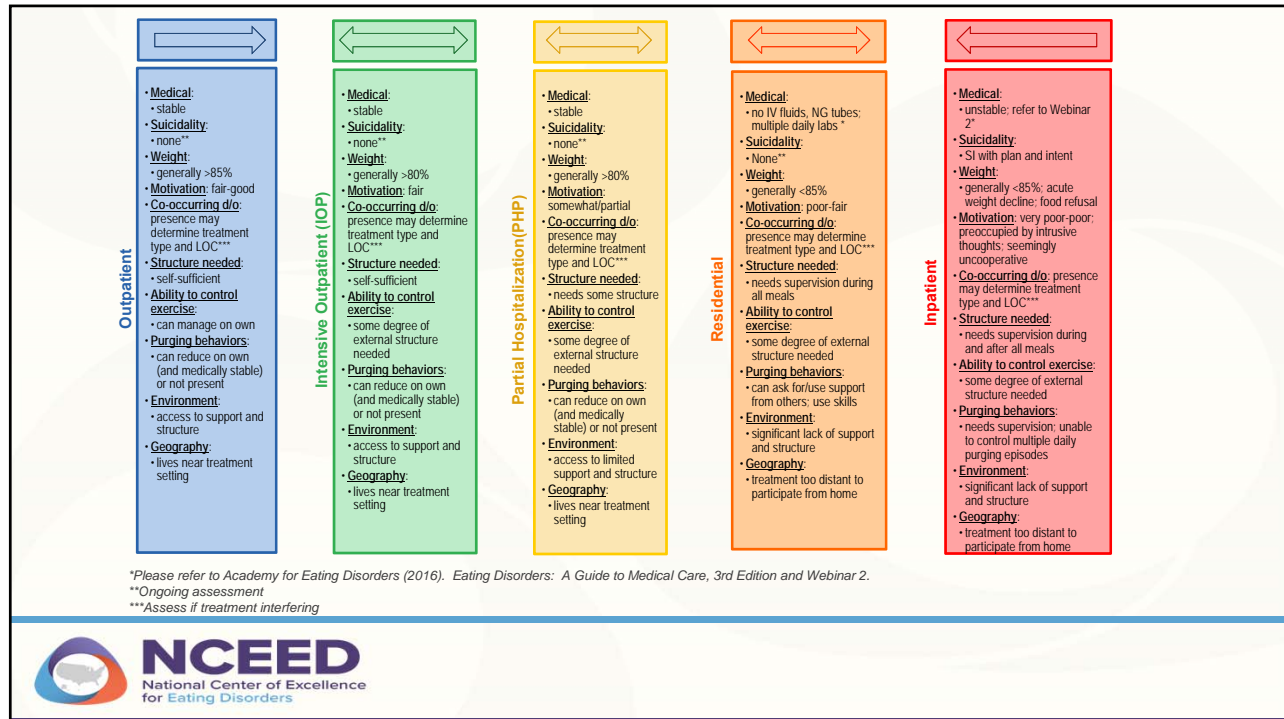 Outpatient
• Medical:
• stable
• Suicidality:
• none**
• Weight:
• generally >85%
• Motivation: fair-good
• Co-occurring d/o:
presence may
determine treatment
type and LOC***
• Structure needed:
• self-sufficient
• Ability to control
exercise:
• can manage on own
• Purging behaviors:
• can reduce on own
(and medically stable)
or not present
• Environment:
• access to support and
structure
• Geography:
• lives near treatment
setting
Intensive Outpatient (IOP)
• Medical:
• stable
• Suicidality:
• none**
• Weight:
• generally >80%
• Motivation: fair
• Co-occurring d/o:
presence may determine
treatment type and
LOC***
• Structure needed:
• self-sufficient
• Ability to control
exercise:
• some degree of
external structure
needed
• Purging behaviors:
• can reduce on own
(and medically stable)
or not present
• Environment:
• access to support and
structure
• Geography:
• lives near treatment
setting
Partial Hospitalization(PHP)
• Medical:
• stable
• Suicidality:
• none**
• Weight:
• generally >80%
• Motivation:
somewhat/partial
• Co-occurring d/o:
presence may
determine treatment
type and LOC***
• Structure needed:
• needs some structure
• Ability to control
exercise:
• some degree of
external structure
needed
• Purging behaviors:
• can reduce on own
(and medically
stable) or not present
• Environment:
• access to limited
support and structure
• Geography:
• lives near treatment
setting
Residential
• Medical:
• no IV fluids, NG tubes;
multiple daily labs *
• Suicidality:
• None**
• Weight:
• generally <85%
• Motivation: poor-fair
• Co-occurring d/o:
presence may determine
treatment type and LOC***
• Structure needed:
• needs supervision during
all meals
• Ability to control
exercise:
• some degree of external
structure needed
• Purging behaviors:
• can ask for/use support
from others; use skills
• Environment:
• significant lack of support
and structure
• Geography:
• treatment too distant to
participate from home
Inpatient
• Medical:
• unstable; refer to Webinar
2*
• Suicidality:
• SI with plan and intent
• Weight:
• generally <85%; acute
weight decline; food refusal
• Motivation: very poor-poor;
preoccupied by intrusive
thoughts; seemingly
uncooperative
• Co-occurring d/o: presence
may determine treatment
type and LOC***
• Structure needed:
• needs supervision during
and after all meals
• Ability to control exercise:
• some degree of external
structure needed
• Purging behaviors:
• needs supervision; unable
to control multiple daily
purging episodes
• Environment:
• significant lack of support
and structure
• Geography:
• treatment too distant to
participate from home
*Please refer to Academy for Eating Disorders (2016). Eating Disorders: A Guide to Medical Care, 3rd Edition and Webinar 2.
**Ongoing assessment
***Assess if treatment interfering
NCEED
National Center of Excellence
for Eating Disorders